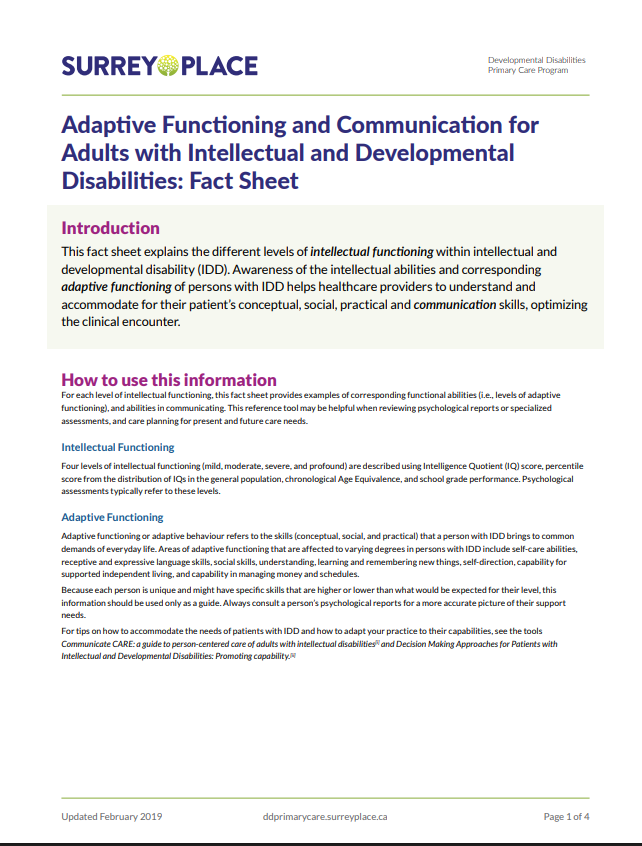 SURREY PLACE
Developmental Disabilities
Primary Care Program
Adaptive Functioning and Communication for
Adults with Intellectual and Developmental
Disabilities: Fact Sheet
Introduction
This fact sheet explains the different levels of intellectual functioning within intellectual and
developmental disability (IDD). Awareness of the intellectual abilities and corresponding
adaptive functioning of persons with IDD helps healthcare providers to understand and
accommodate for their patient's conceptual, social, practical and communication skills, optimizing
the clinical encounter.
How to use this information
For each level of intellectual functioning, this fact sheet provides examples of corresponding functional abilities (i.e., levels of adaptive
functioning), and abilities in communicating. This reference tool may be helpful when reviewing psychological reports or specialized
assessments, and care planning for present and future care needs.
Intellectual Functioning
Four levels of intellectual functioning (mild, moderate, severe, and profound) are described using Intelligence Quotient (IQ) score, percentile
score from the distribution of IQs in the general population, chronological Age Equivalence, and school grade performance. Psychological
assessments typically refer to these levels.
Adaptive Functioning
Adaptive functioning or adaptive behaviour refers to the skills (conceptual, social, and practical) that a person with IDD brings to common
demands of everyday life. Areas of adaptive functioning that are affected to varying degrees in persons with IDD include self-care abilities,
receptive and expressive language skills, social skills, understanding, learning and remembering new things, self-direction, capability for
supported independent living, and capability in managing money and schedules.
Because each person is unique and might have specific skills that are higher or lower than what would be expected for their level, this
information should be used only as a guide. Always consult a person's psychological reports for a more accurate picture of their support
needs.
For tips on how to accommodate the needs of patients with IDD and how to adapt your practice to their capabilities, see the tools
Communicate CARE: a guide to person-centered care of adults with intellectual disabilities and Decision Making Approaches for Patients with
Intellectual and Developmental Disabilities: Promoting capability.
Updated February 2019
ddprimarycare.surreyplace.ca
Page 1 of 4